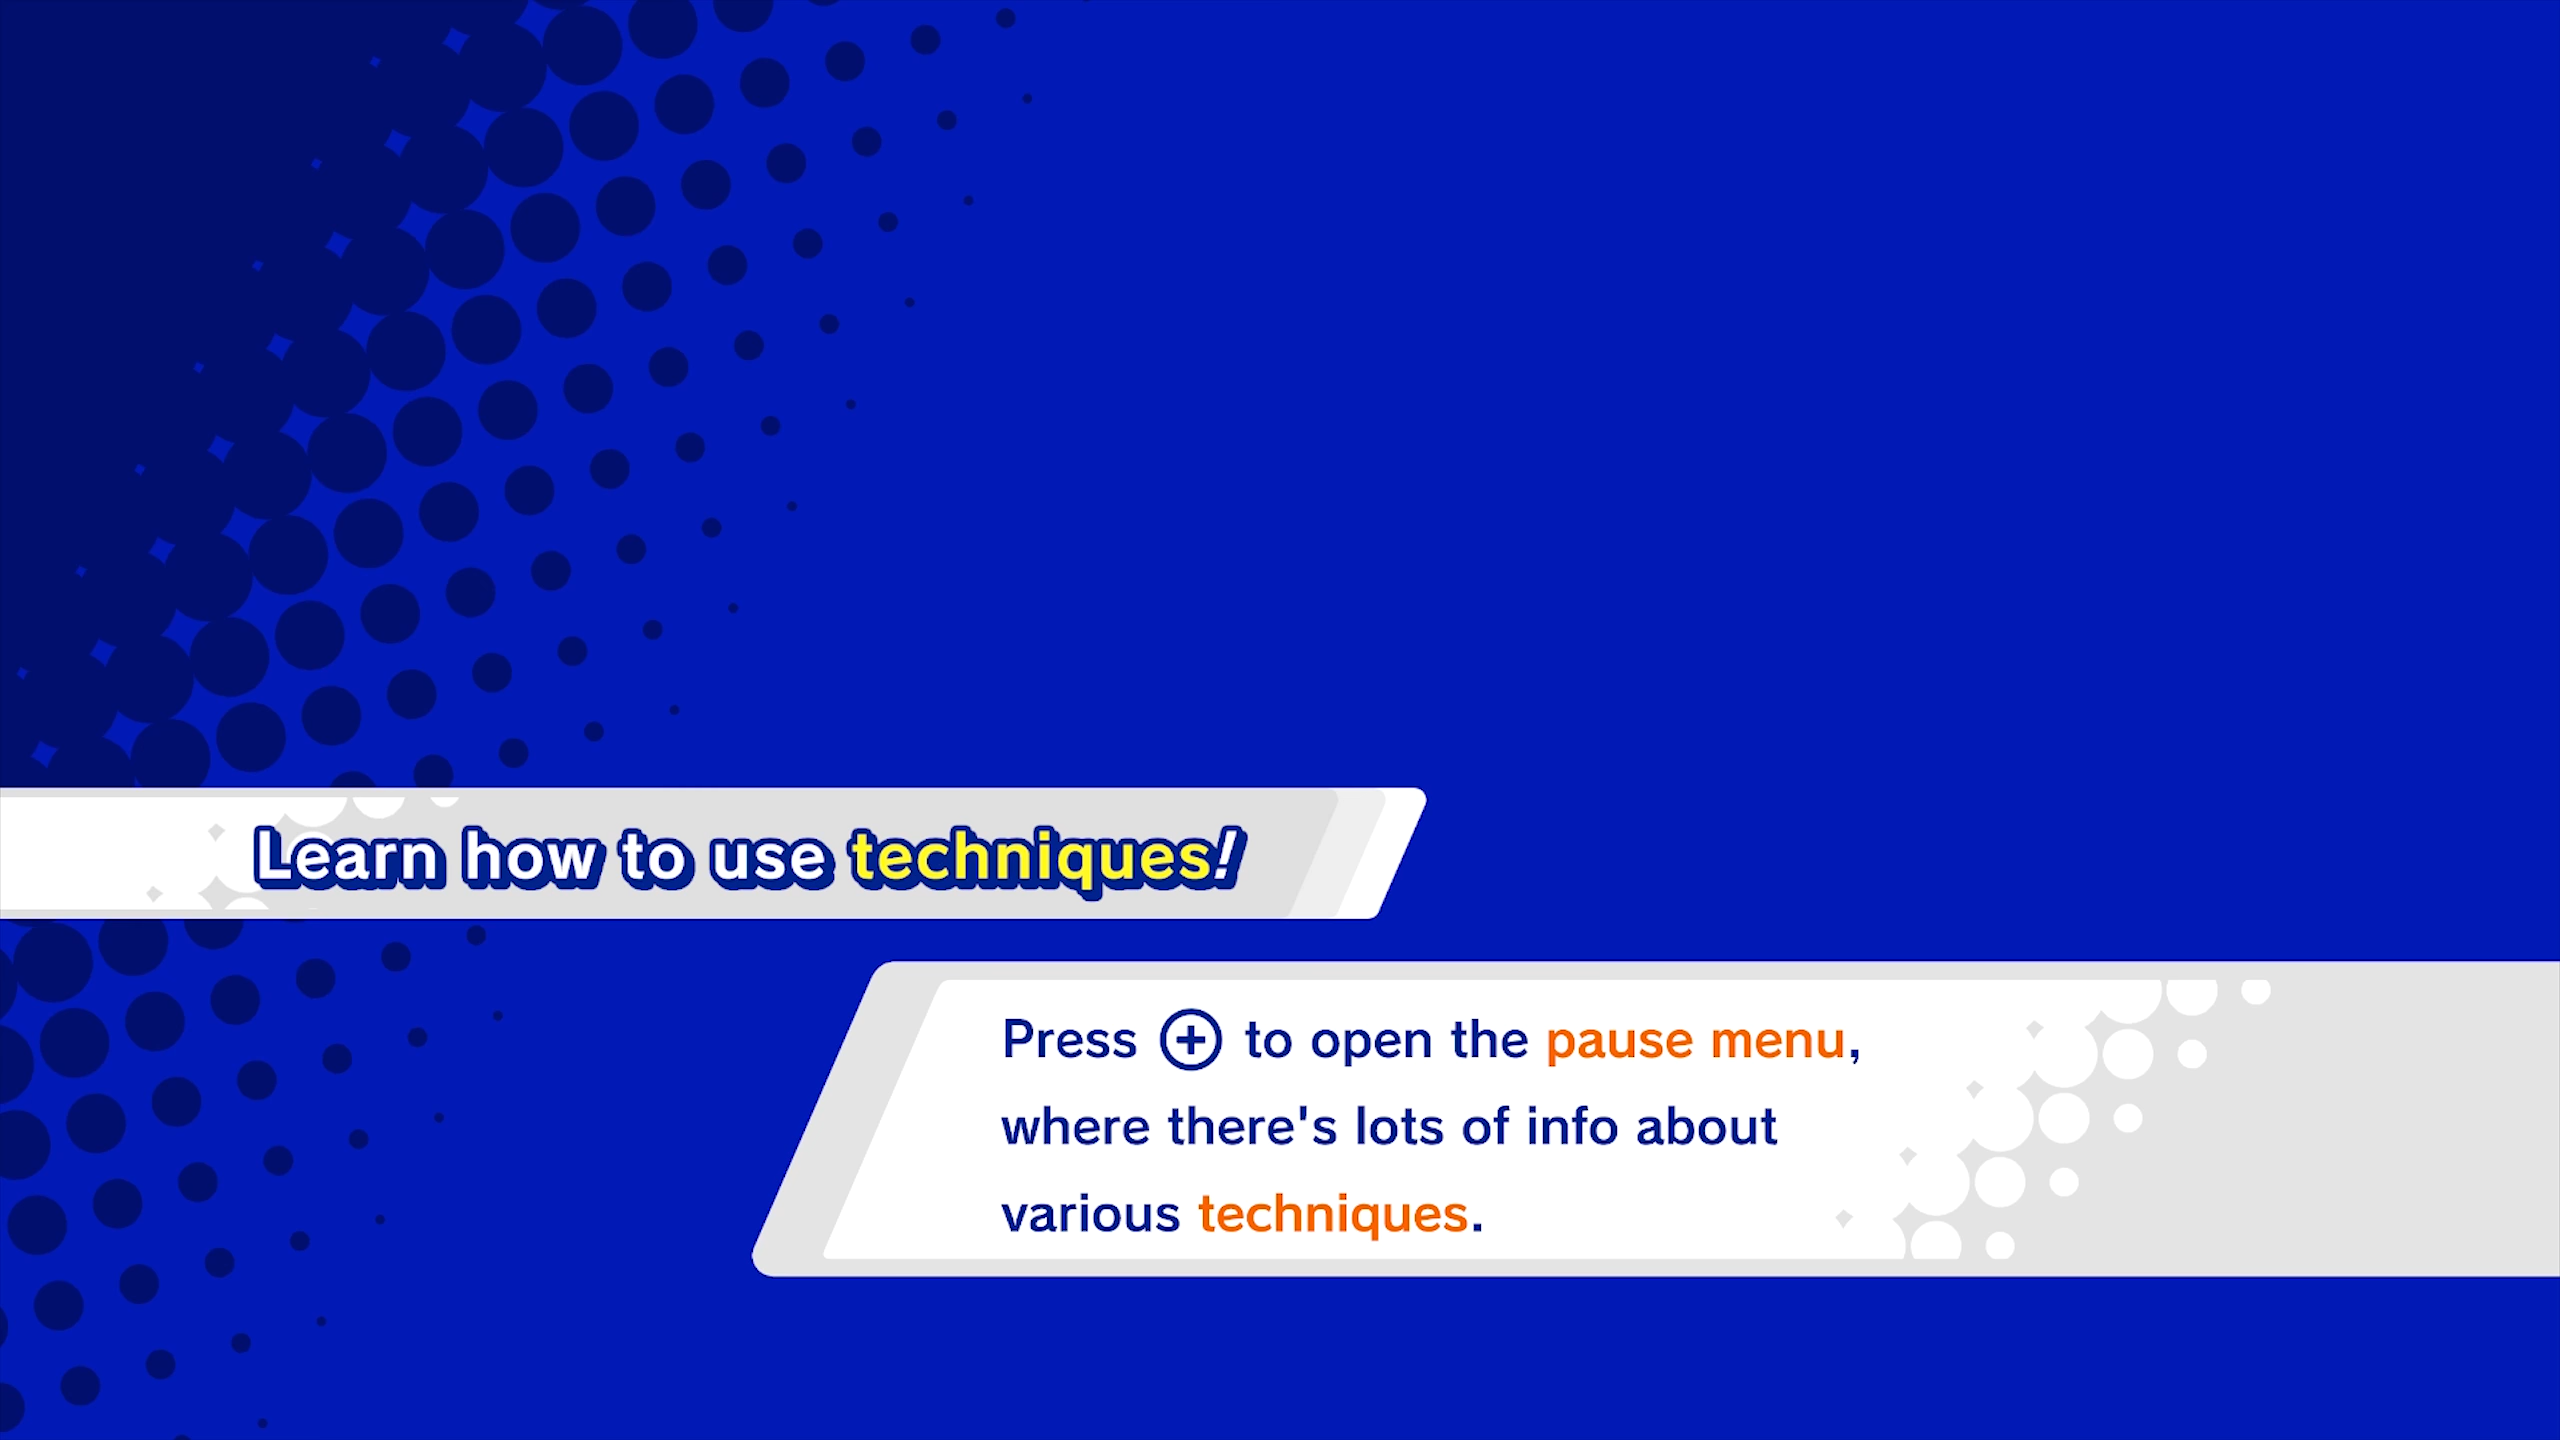 Learn how to use techniques!
Press ⊕ to open the pause menu,
where there's lots of info about
various techniques.